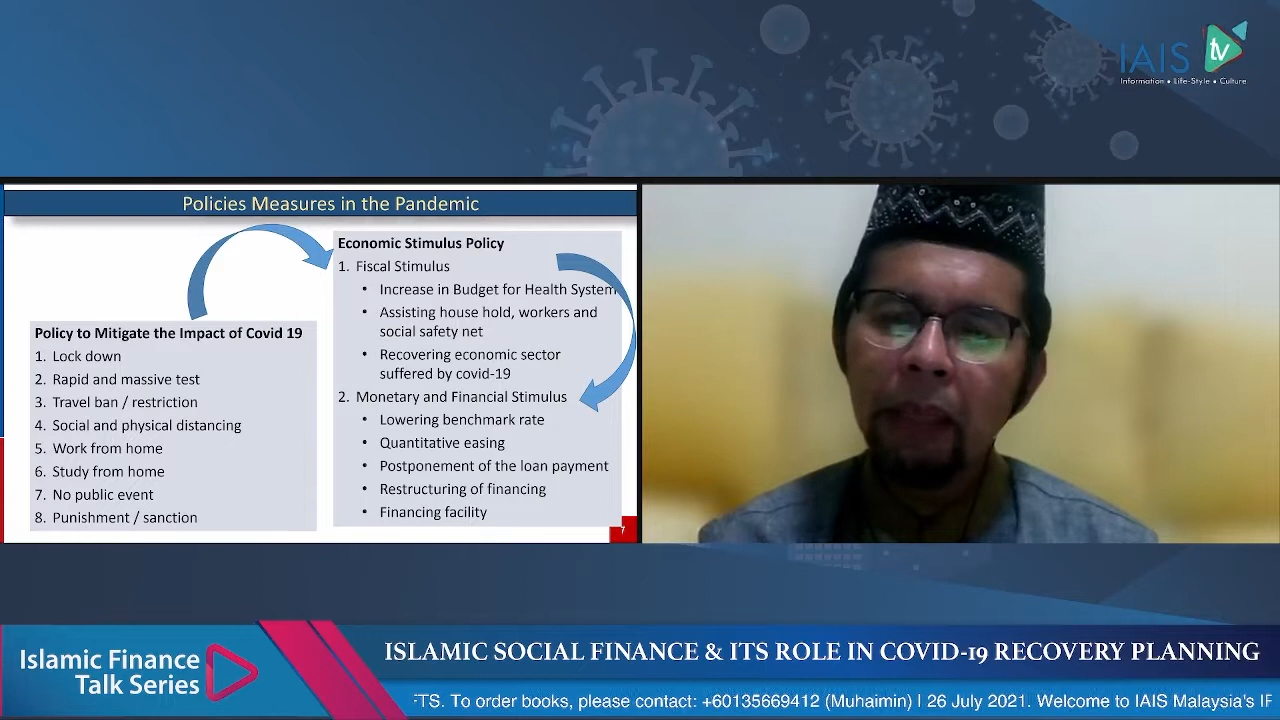 IAIS tv
Information • Life-Style • Culture
Policies Measures in the Pandemic
Policy to Mitigate the Impact of Covid 19
1. Lock down
2. Rapid and massive test
3. Travel ban / restriction
4. Social and physical distancing
5. Work from home
6. Study from home
7. No public event
8. Punishment / sanction
Economic Stimulus Policy
1. Fiscal Stimulus
• Increase in Budget for Health System
• Assisting house hold, workers and
social safety net
• Recovering economic sector
suffered by covid-19
2. Monetary and Financial Stimulus
• Lowering benchmark rate
• Quantitative easing
• Postponement of the loan payment
• Restructuring of financing
• Financing facility
7
Islamic Finance
Talk Series
ISLAMIC SOCIAL FINANCE & ITS ROLE IN COVID-19 RECOVERY PLANNING
TS. To order books, please contact: +60135669412 (Muhaimin) I 26 July 2021. Welcome to IAIS Malaysia's IF